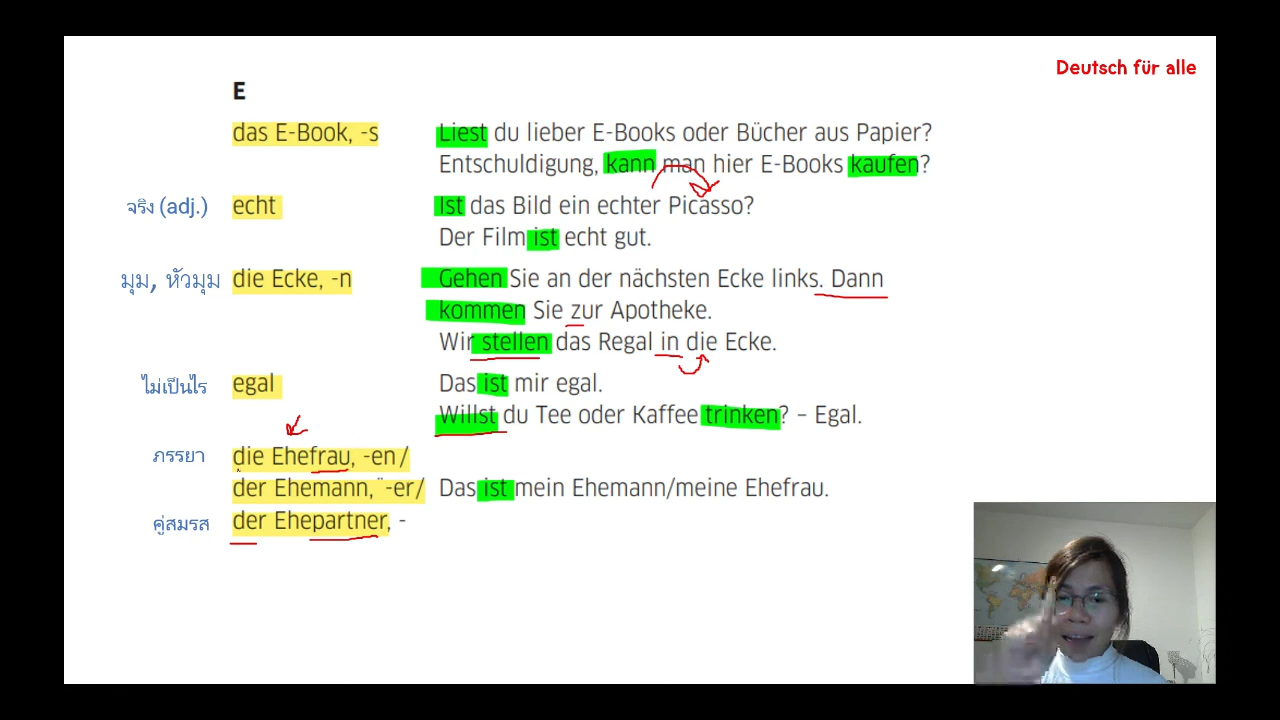 Deutsch für alle
E
das E-Book, -s Liest du lieber E-Books oder Bücher aus Papier?
Entschuldigung, kann man hier E-Books kaufen?
จริง (adj.) echt Ist das Bild ein echter Picasso?
Der Film ist echt gut.
มุม, หัวมุม die Ecke, -n Gehen Sie an der nächsten Ecke links. Dann
kommen Sie zur Apotheke.
Wir stellen das Regal in die Ecke.
ไม่เป็นไร egal Das ist mir egal.
Willst du Tee oder Kaffee trinken? – Egal.
ภรรยา die Ehefrau, -en/
der Ehemann, ¨-er/ Das ist mein Ehemann/meine Ehefrau.
คู่สมรส der Ehepartner, -